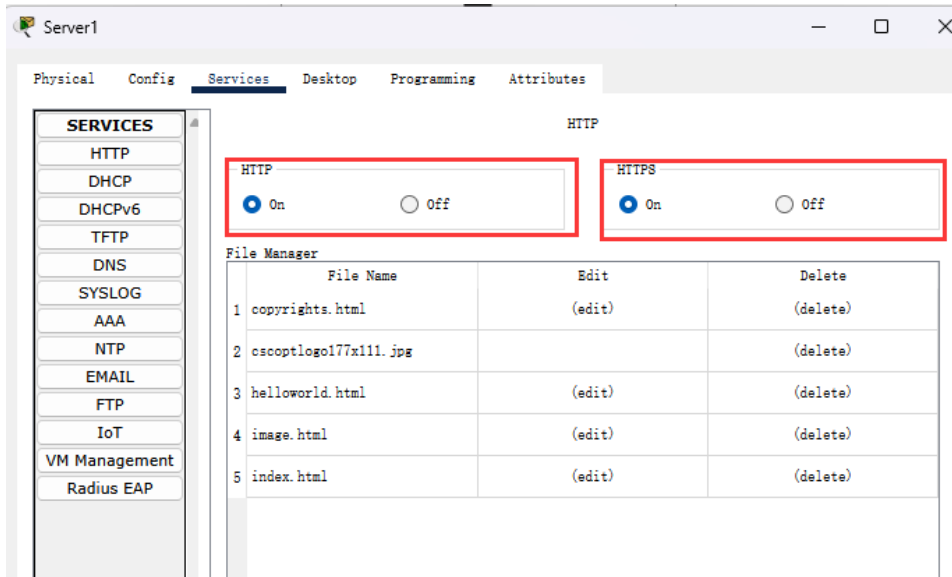 Server1
Physical Config Services Desktop Programming Attributes
SERVICES
HTTP
DHCP
DHCPv6
TFTP
DNS
SYSLOG
AAA
NTP
EMAIL
FTP
IoT
VM Management
Radius EAP
HTTP
HTTP
On Off
HTTPS
On Off
File Manager
File Name Edit Delete
1 copyrights.html (edit) (delete)
2 cscoptlogo177x111.jpg (delete)
3 helloworld.html (edit) (delete)
4 image.html (edit) (delete)
5 index.html (edit) (delete)